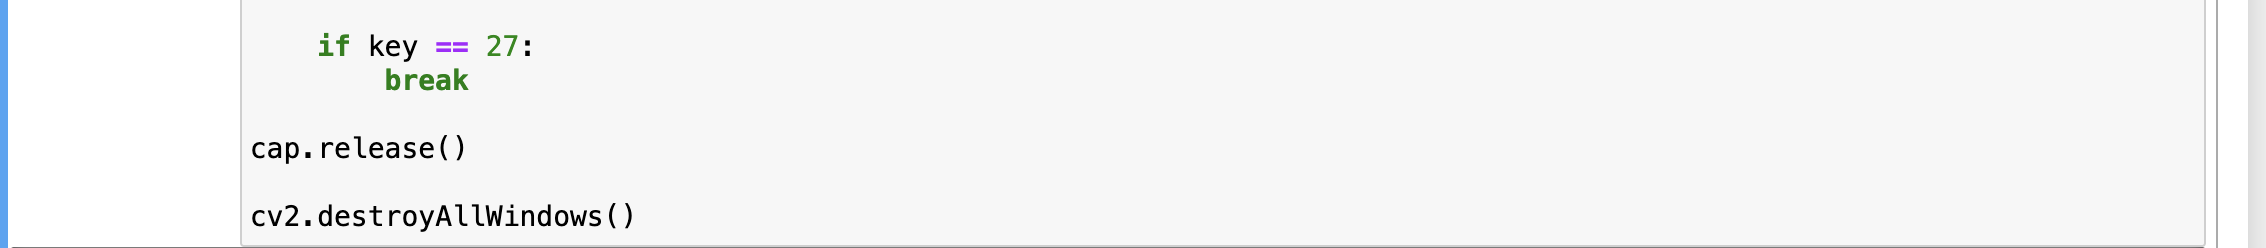 if key == 27:
        break
cap.release()
cv2.destroyAllWindows()